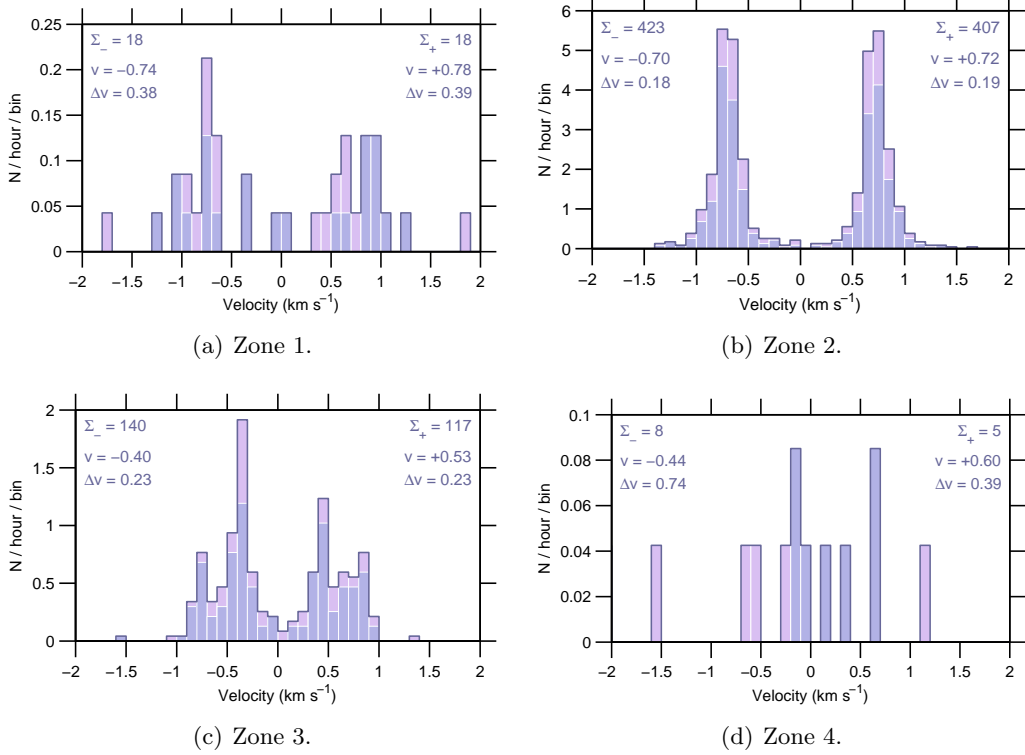 0.25
0.2
0.15
0.1
0.05
0
N / hour / bin
Σ− = 18
v = −0.74
Δv = 0.38
Σ+ = 18
v = +0.78
Δv = 0.39
−2 −1.5 −1 −0.5 0 0.5 1 1.5 2
Velocity (km s−1)
(a) Zone 1.
6
5
4
3
2
1
0
N / hour / bin
Σ− = 423
v = −0.70
Δv = 0.18
Σ+ = 407
v = +0.72
Δv = 0.19
−2 −1.5 −1 −0.5 0 0.5 1 1.5 2
Velocity (km s−1)
(b) Zone 2.
2
1.5
1
0.5
0
N / hour / bin
Σ− = 140
v = −0.40
Δv = 0.23
Σ+ = 117
v = +0.53
Δv = 0.23
−2 −1.5 −1 −0.5 0 0.5 1 1.5 2
Velocity (km s−1)
(c) Zone 3.
0.1
0.08
0.06
0.04
0.02
0
N / hour / bin
Σ− = 8
v = −0.44
Δv = 0.74
Σ+ = 5
v = +0.60
Δv = 0.39
−2 −1.5 −1 −0.5 0 0.5 1 1.5 2
Velocity (km s−1)
(d) Zone 4.